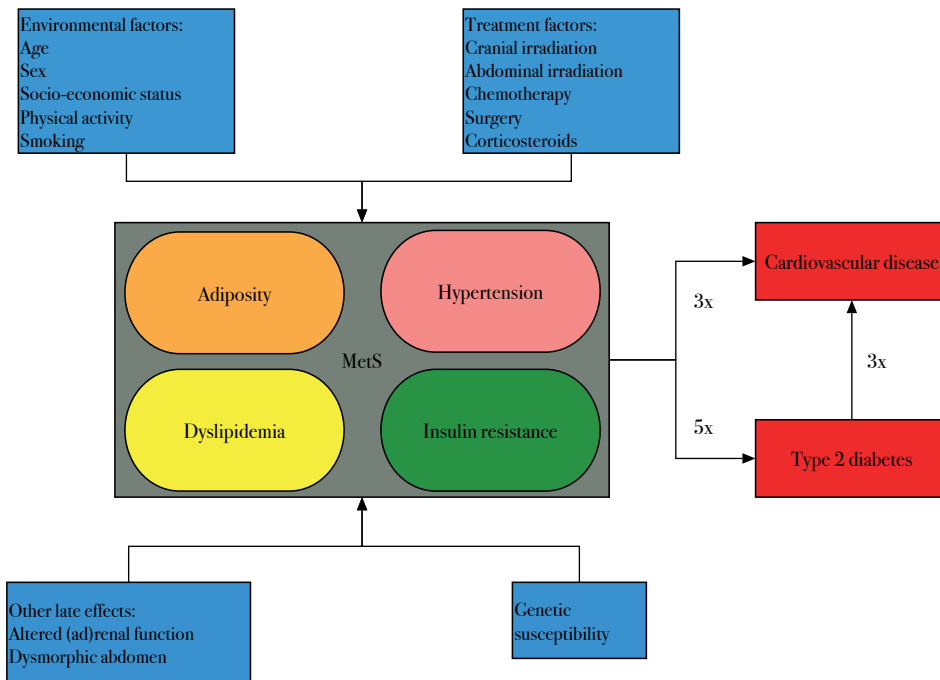 Environmental factors:
Age
Sex
Socio-economic status
Physical activity
Smoking
Treatment factors:
Cranial irradiation
Abdominal irradiation
Chemotherapy
Surgery
Corticosteroids
Adiposity
Hypertension
MetS
Dyslipidemia
Insulin resistance
Cardiovascular disease
3x
3x
5x
Type 2 diabetes
Other late effects:
Altered (ad)renal function
Dysmorphic abdomen
Genetic
susceptibility